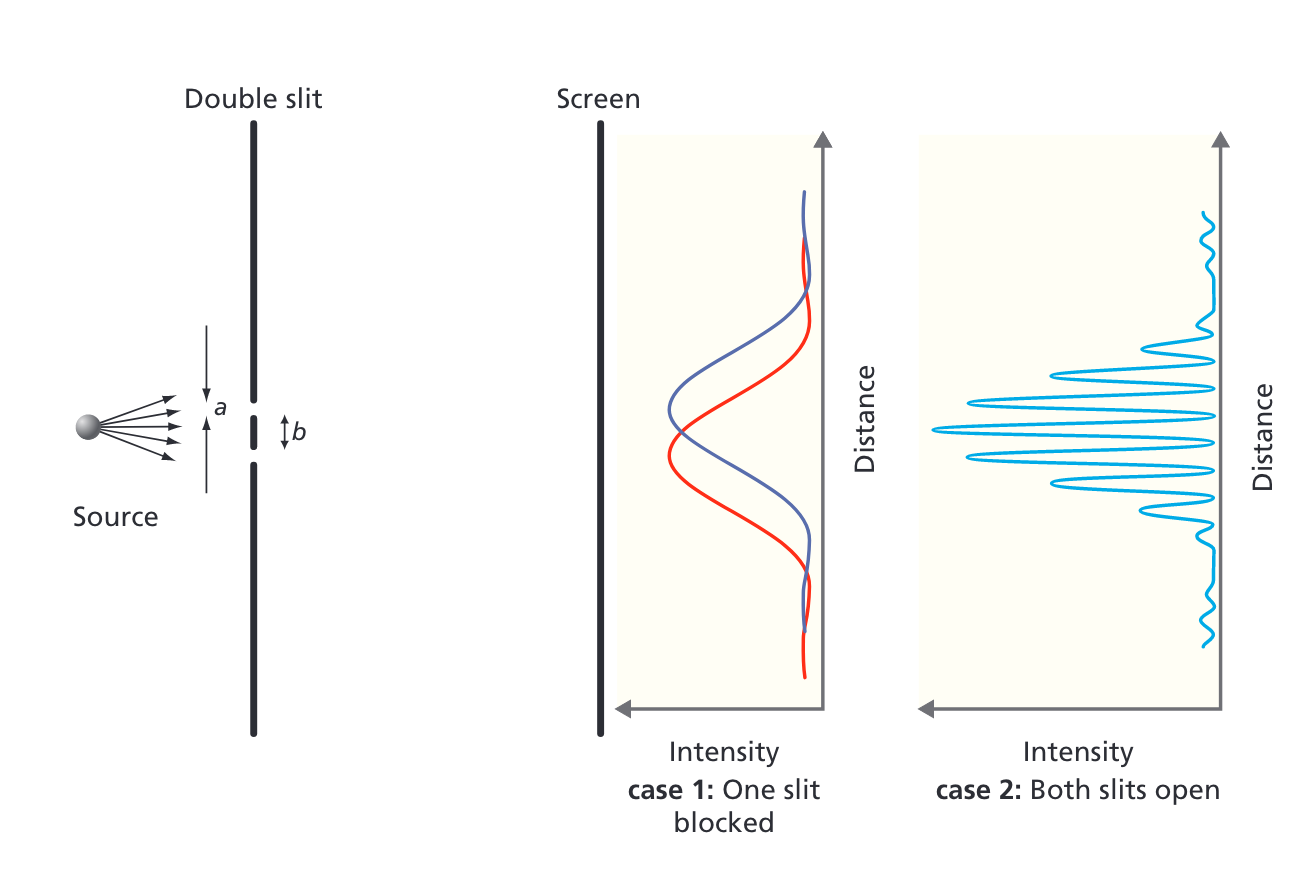 Double slit
Screen
a
b
Source
Distance
Distance
Intensity
case 1: One slit
blocked
Intensity
case 2: Both slits open